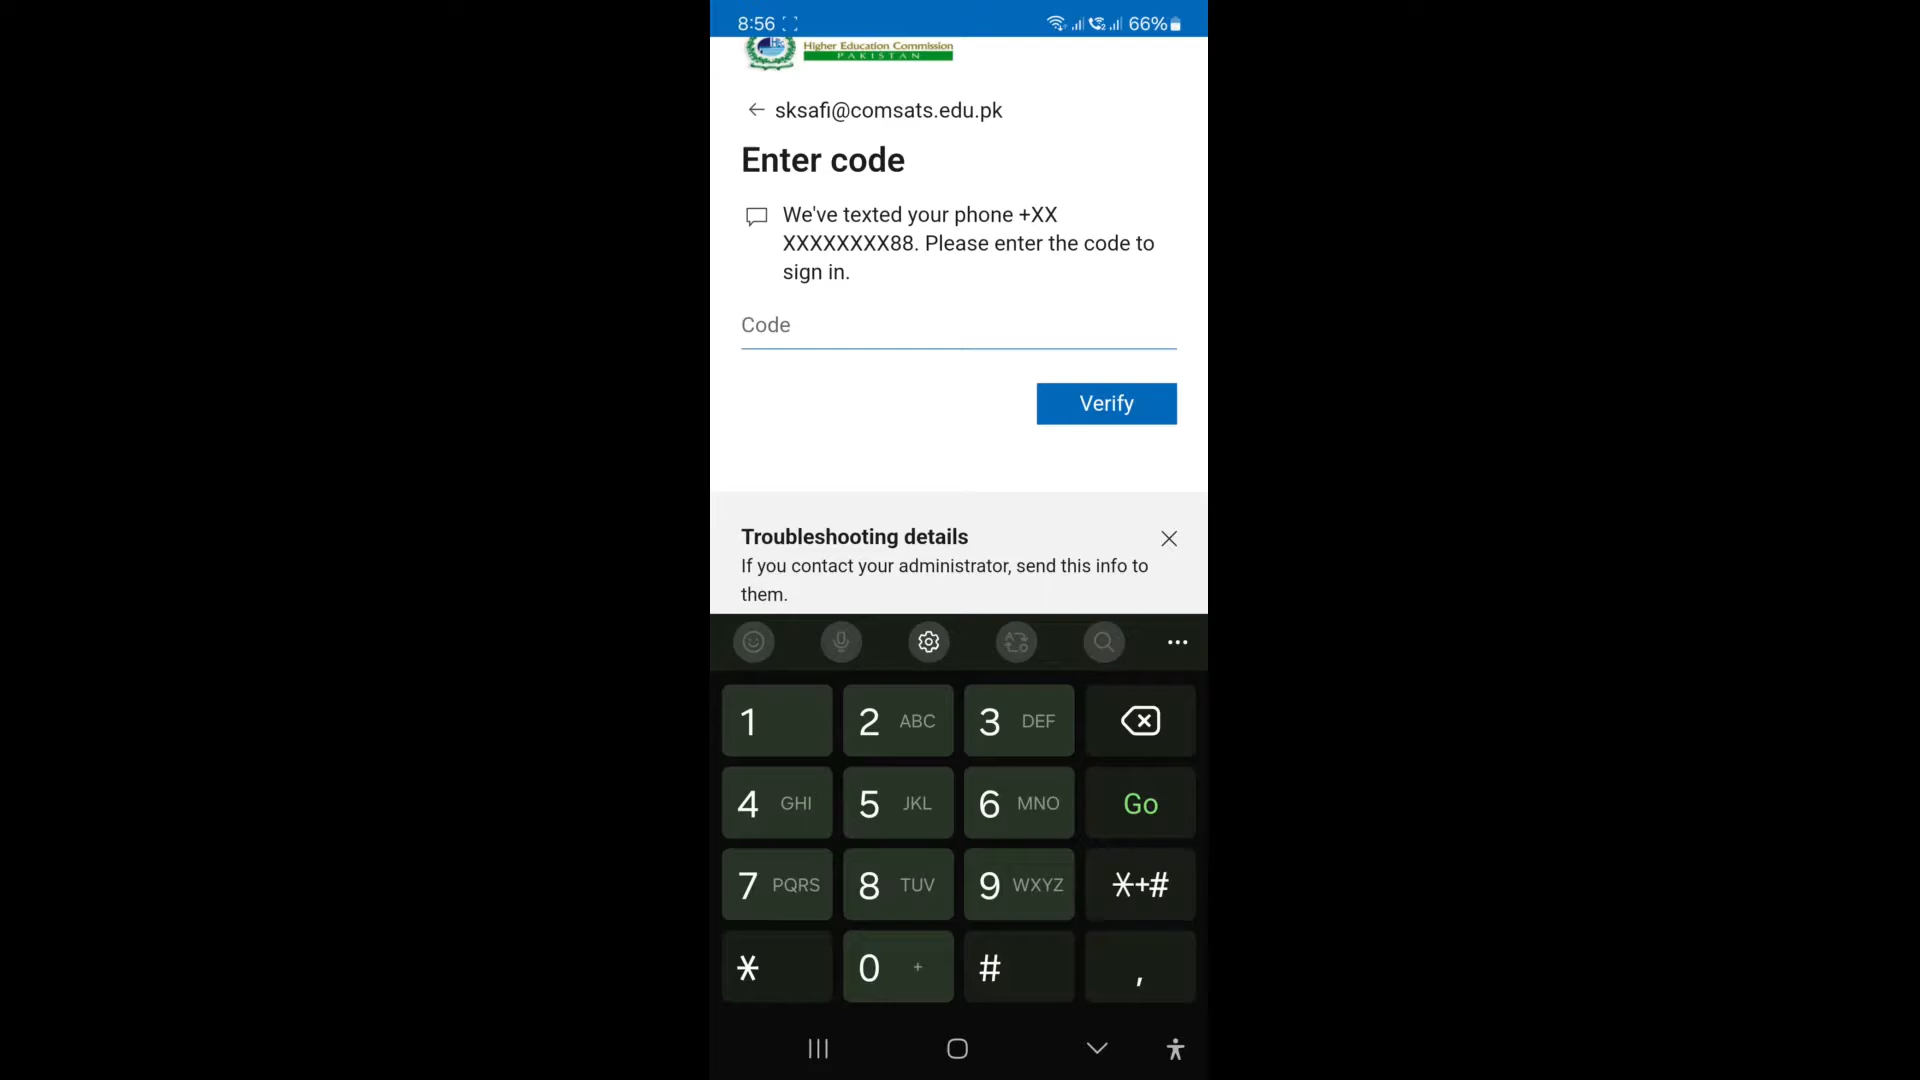 8:56 66%
Higher Education Commission
PAKISTAN
sksafi@comsats.edu.pk
Enter code
We've texted your phone +XX
XXXXXXXX88. Please enter the code to
sign in.
Code
Verify
Troubleshooting details
If you contact your administrator, send this info to
them.
1 2 ABC 3 DEF
4 GHI 5 JKL 6 MNO Go
7 PQRS 8 TUV 9 WXYZ *+#
* 0 + # ,